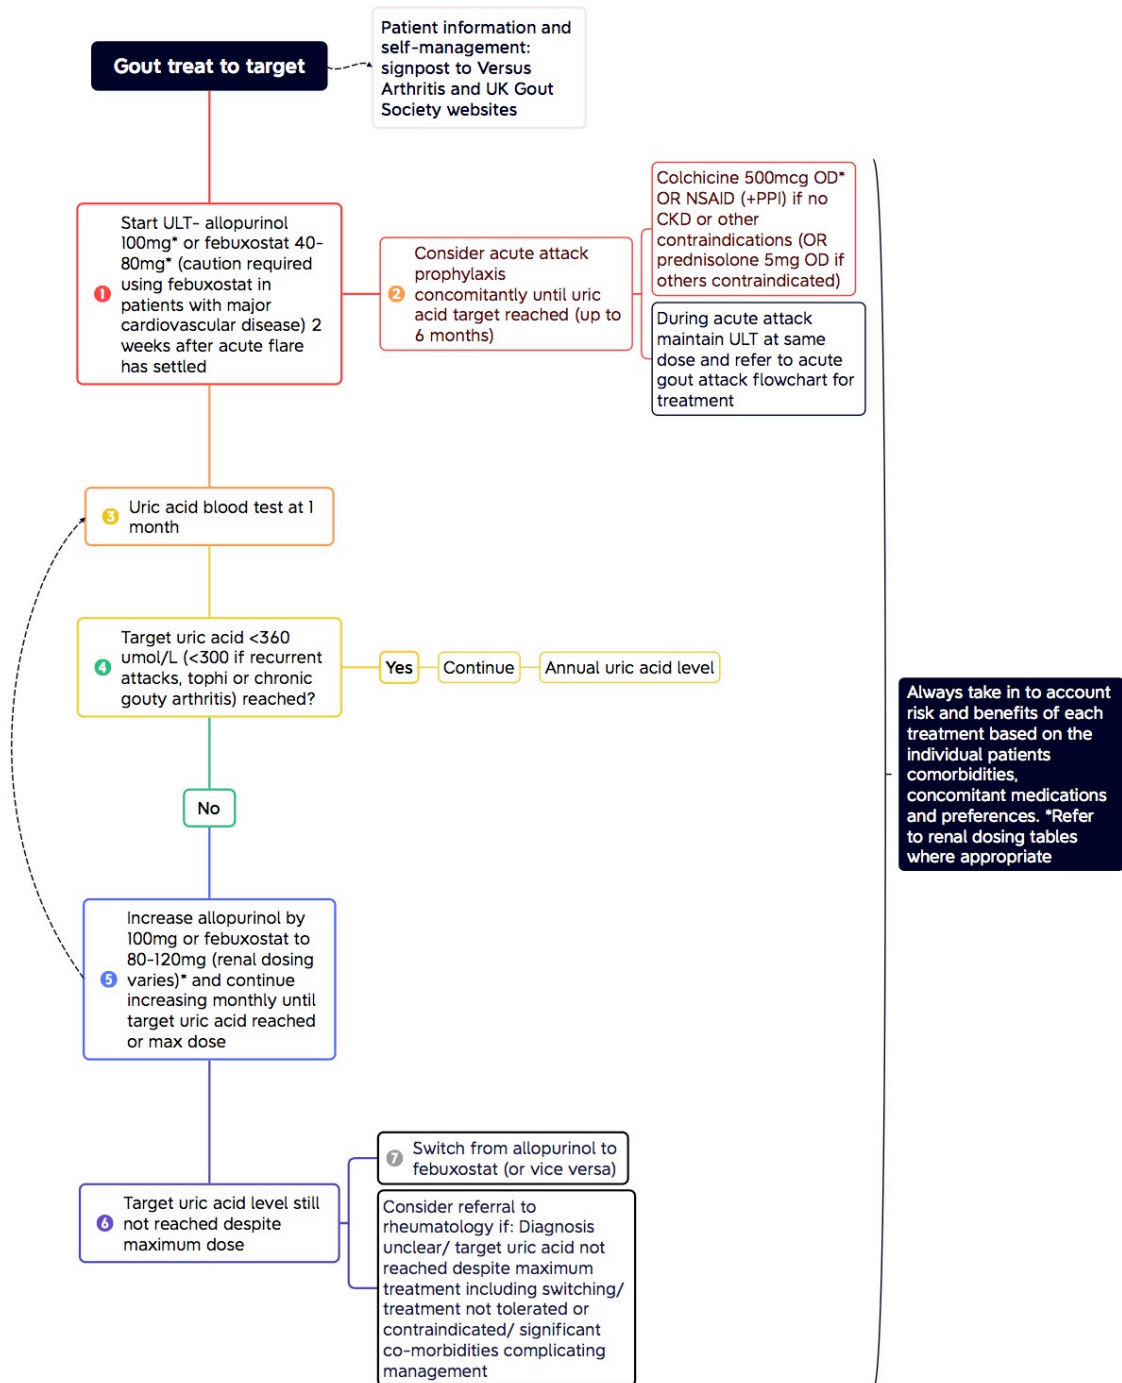 Gout treat to target
Patient information and
self-management:
signpost to Versus
Arthritis and UK Gout
Society websites
1
Start ULT- allopurinol
100mg* or febuxostat 40-
80mg* (caution required
using febuxostat in
patients with major
cardiovascular disease) 2
weeks after acute flare
has settled
2
Consider acute attack
prophylaxis
concomitantly until uric
acid target reached (up to
6 months)
Colchicine 500mcg OD*
OR NSAID (+PPI) if no
CKD or other
contraindications (OR
prednisolone 5mg OD if
others contraindicated)
During acute attack
maintain ULT at same
dose and refer to acute
gout attack flowchart for
treatment
3
Uric acid blood test at 1
month
4
Target uric acid <360
umol/L (<300 if recurrent
attacks, tophi or chronic
gouty arthritis) reached?
Yes
Continue
Annual uric acid level
No
5
Increase allopurinol by
100mg or febuxostat to
80-120mg (renal dosing
varies)* and continue
increasing monthly until
target uric acid reached
or max dose
6
Target uric acid level still
not reached despite
maximum dose
7
Switch from allopurinol to
febuxostat (or vice versa)
Consider referral to
rheumatology if: Diagnosis
unclear/ target uric acid not
reached despite maximum
treatment including switching/
treatment not tolerated or
contraindicated/ significant
co-morbidities complicating
management
Always take in to account
risk and benefits of each
treatment based on the
individual patients
comorbidities,
concomitant medications
and preferences. *Refer
to renal dosing tables
where appropriate